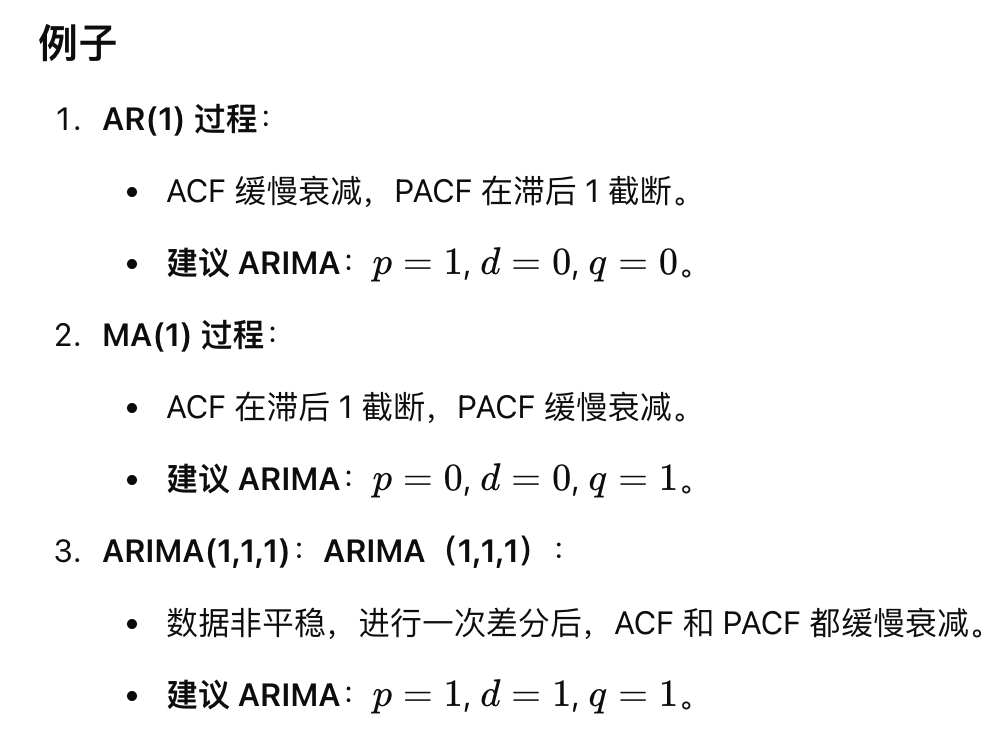 例子
1. AR(1) 过程：
• ACF 缓慢衰减，PACF 在滞后 1 截断。
• 建议 ARIMA：p = 1, d = 0, q = 0。
2. MA(1) 过程：
• ACF 在滞后 1 截断，PACF 缓慢衰减。
• 建议 ARIMA：p = 0, d = 0, q = 1。
3. ARIMA(1,1,1)：ARIMA（1,1,1）：
• 数据非平稳，进行一次差分后，ACF 和 PACF 都缓慢衰减。
• 建议 ARIMA：p = 1, d = 1, q = 1。